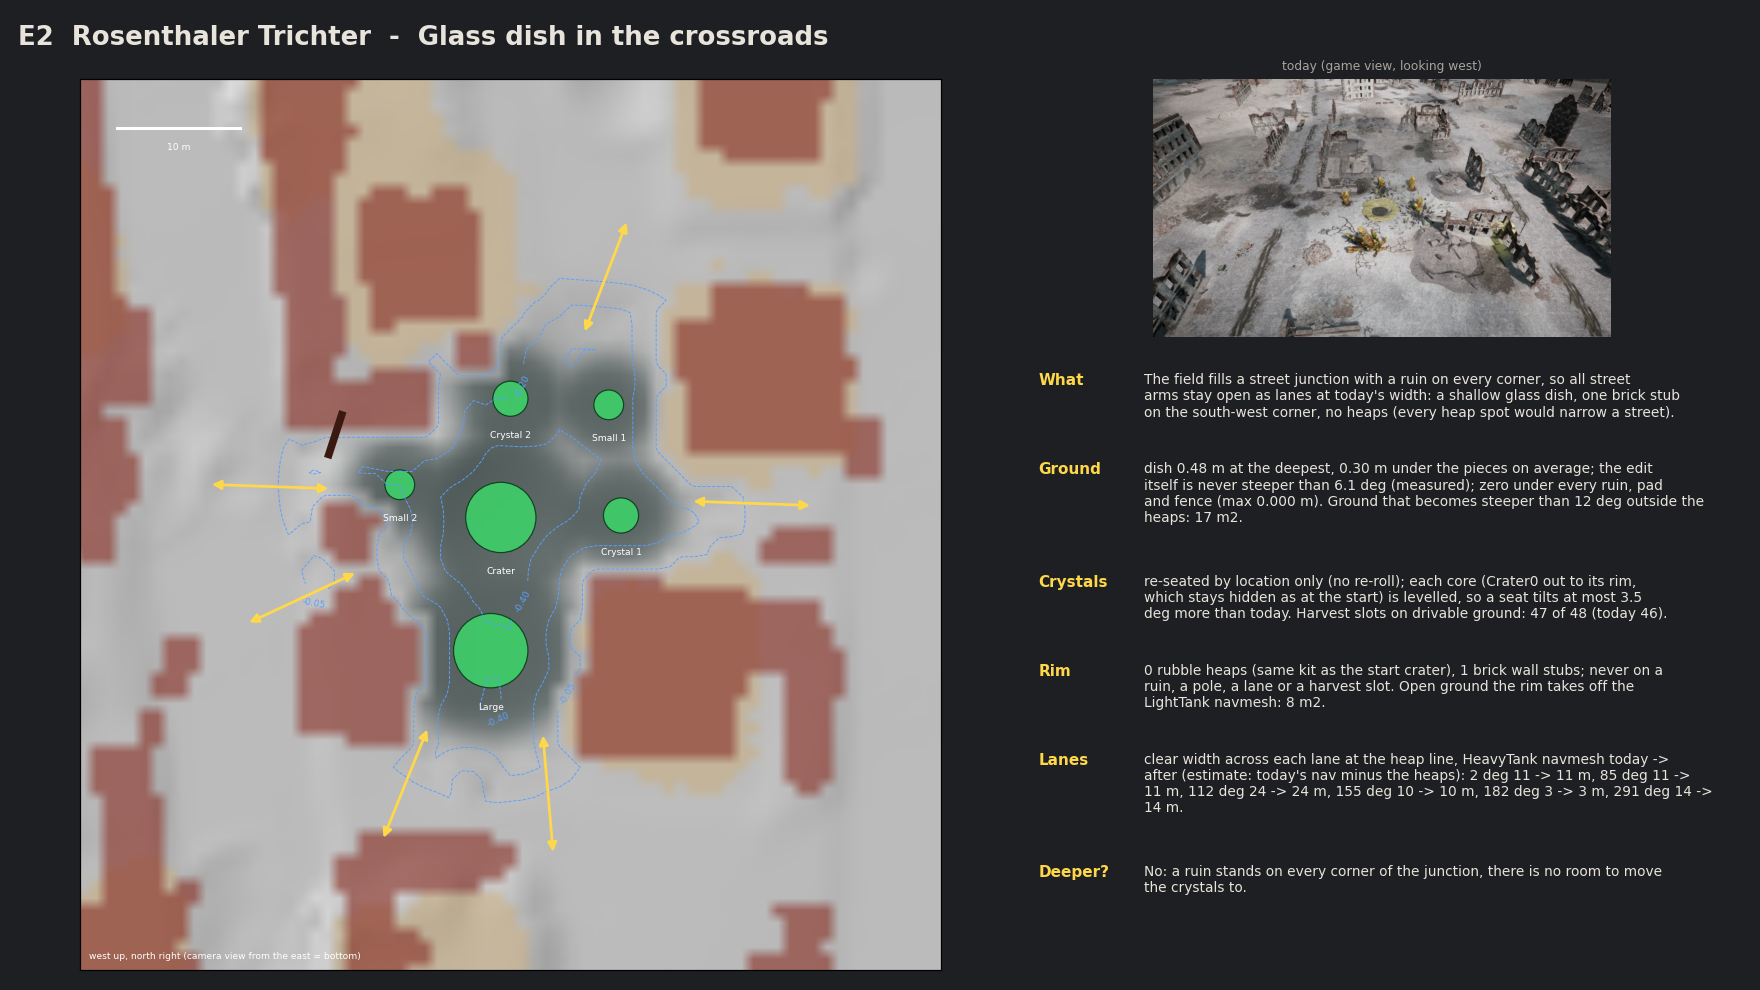 E2 Rosenthaler Trichter - Glass dish in the crossroads
today (game view, looking west)
10 m
Crystal 2
Small 1
Small 2
Crystal 1
Crater
-0.05
-0.40
-0.05
Large
-0.40
west up, north right (camera view from the east = bottom)
What
The field fills a street junction with a ruin on every corner, so all street
arms stay open as lanes at today's width: a shallow glass dish, one brick stub
on the south-west corner, no heaps (every heap spot would narrow a street).
Ground
dish 0.48 m at the deepest, 0.30 m under the pieces on average; the edit
itself is never steeper than 6.1 deg (measured); zero under every ruin, pad
and fence (max 0.000 m). Ground that becomes steeper than 12 deg outside the
heaps: 17 m2.
Crystals
re-seated by location only (no re-roll); each core (Crater0 out to its rim,
which stays hidden as at the start) is levelled, so a seat tilts at most 3.5
deg more than today. Harvest slots on drivable ground: 47 of 48 (today 46).
Rim
0 rubble heaps (same kit as the start crater), 1 brick wall stubs; never on a
ruin, a pole, a lane or a harvest slot. Open ground the rim takes off the
LightTank navmesh: 8 m2.
Lanes
clear width across each lane at the heap line, HeavyTank navmesh today ->
after (estimate: today's nav minus the heaps): 2 deg 11 -> 11 m, 85 deg 11 ->
11 m, 112 deg 24 -> 24 m, 155 deg 10 -> 10 m, 182 deg 3 -> 3 m, 291 deg 14 ->
14 m.
Deeper?
No: a ruin stands on every corner of the junction, there is no room to move
the crystals to.